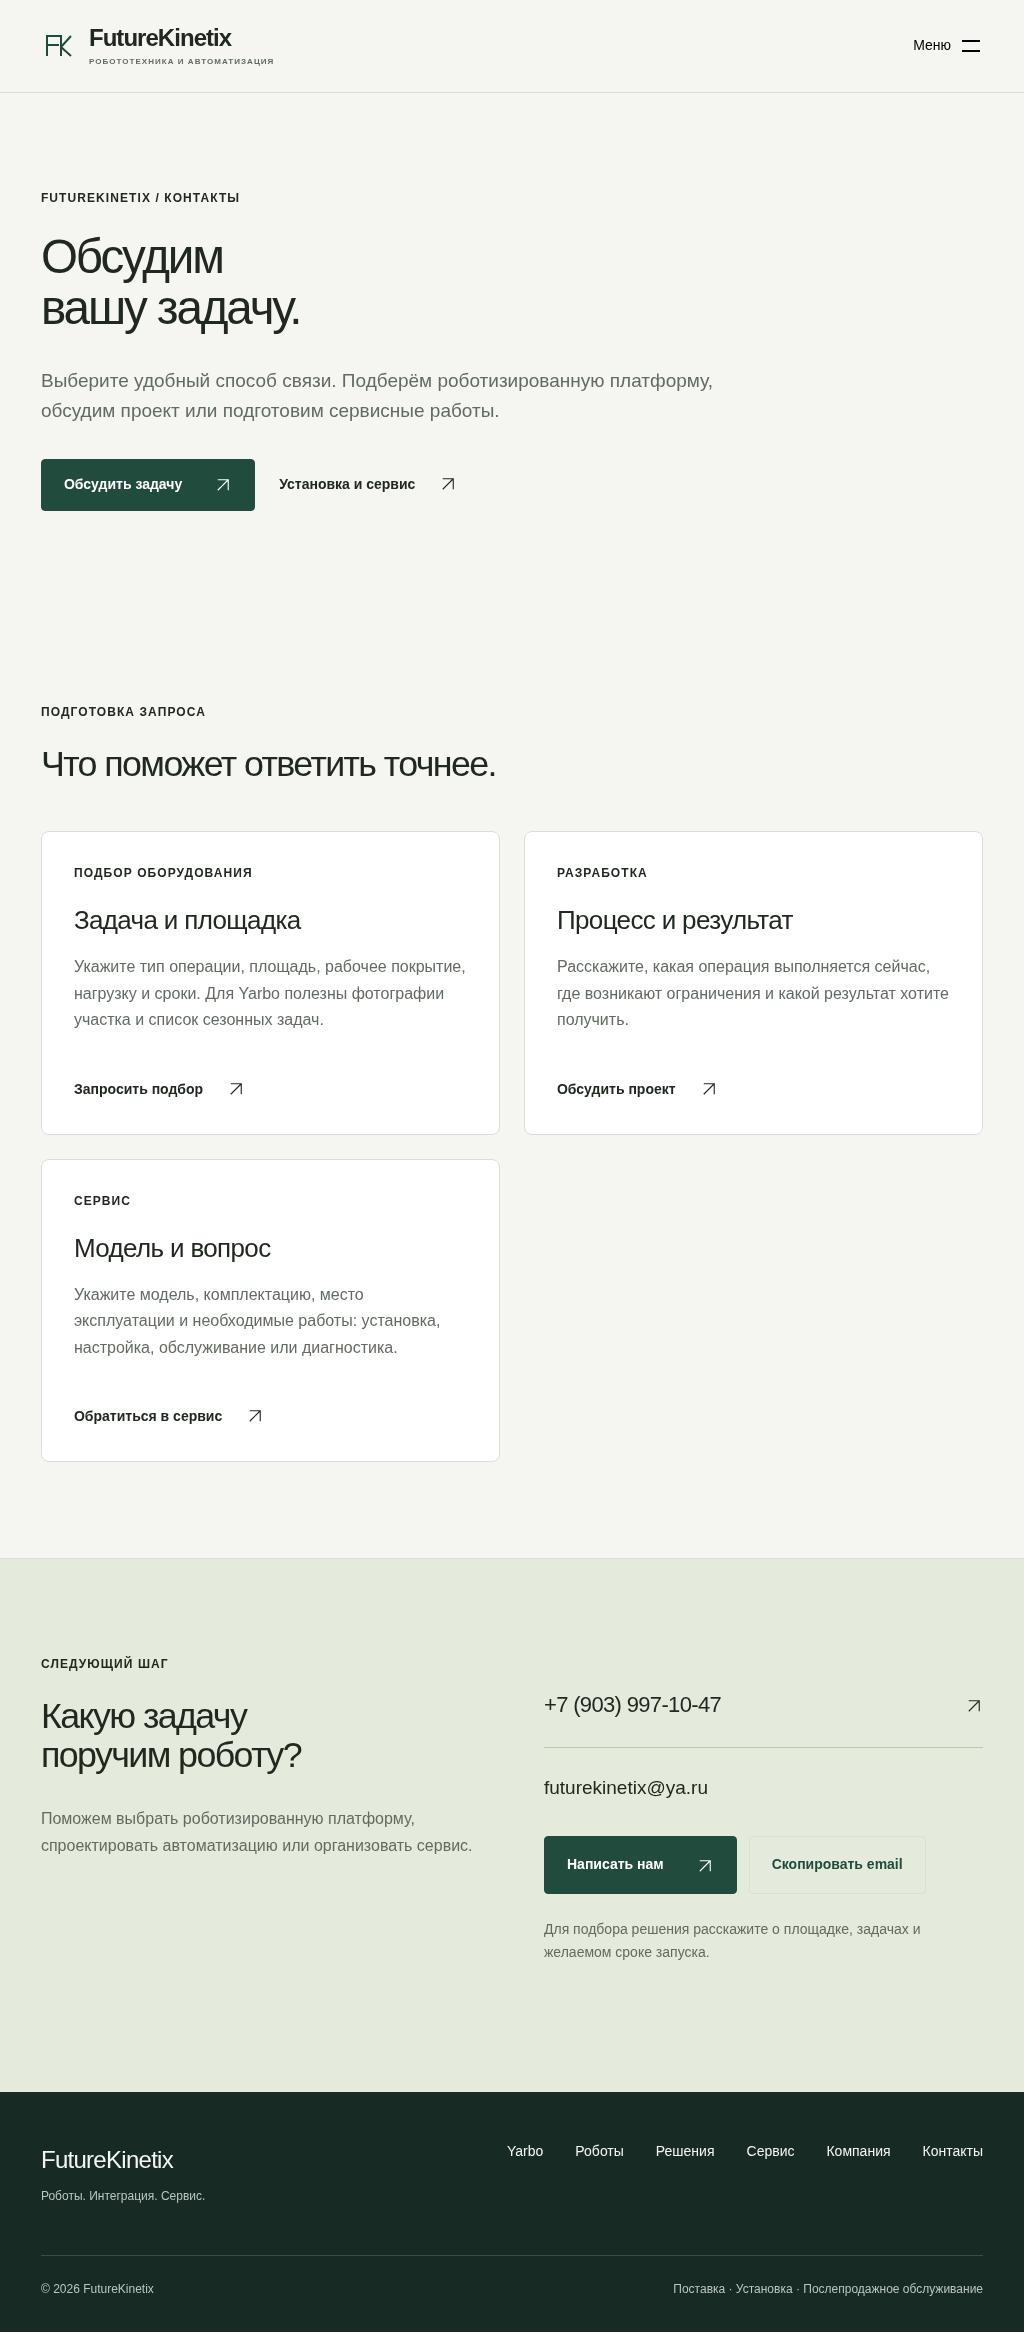 FutureKinetix
РОБОТОТЕХНИКА И АВТОМАТИЗАЦИЯ
Меню
FUTUREKINETIX / КОНТАКТЫ
Обсудим
вашу задачу.
Выберите удобный способ связи. Подберём роботизированную платформу,
обсудим проект или подготовим сервисные работы.
Обсудить задачу
Установка и сервис
ПОДГОТОВКА ЗАПРОСА
Что поможет ответить точнее.
ПОДБОР ОБОРУДОВАНИЯ
Задача и площадка
Укажите тип операции, площадь, рабочее покрытие,
нагрузку и сроки. Для Yarbo полезны фотографии
участка и список сезонных задач.
Запросить подбор
РАЗРАБОТКА
Процесс и результат
Расскажите, какая операция выполняется сейчас,
где возникают ограничения и какой результат хотите
получить.
Обсудить проект
СЕРВИС
Модель и вопрос
Укажите модель, комплектацию, место
эксплуатации и необходимые работы: установка,
настройка, обслуживание или диагностика.
Обратиться в сервис
СЛЕДУЮЩИЙ ШАГ
Какую задачу
поручим роботу?
Поможем выбрать роботизированную платформу,
спроектировать автоматизацию или организовать сервис.
+7 (903) 997-10-47
futurekinetix@ya.ru
Написать нам
Скопировать email
Для подбора решения расскажите о площадке, задачах и
желаемом сроке запуска.
FutureKinetix
Роботы. Интеграция. Сервис.
Yarbo Роботы Решения Сервис Компания Контакты
© 2026 FutureKinetix
Поставка · Установка · Послепродажное обслуживание